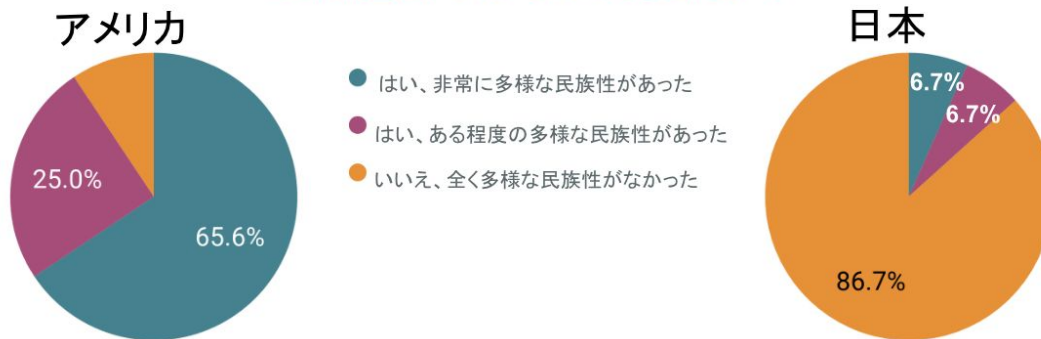 アメリカ
25.0%
65.6%
はい、非常に多様な民族性があった
はい、ある程度の多様な民族性があった
いいえ、全く多様な民族性がなかった
日本
6.7%
6.7%
86.7%